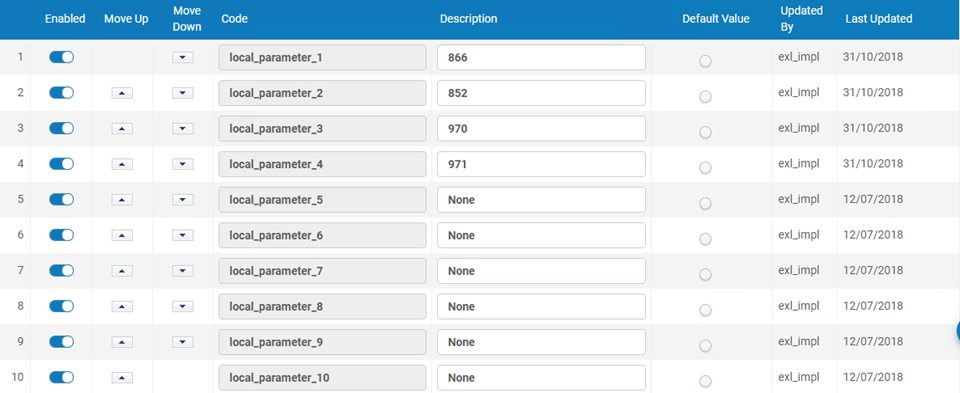 Enabled Move Up Move Down Code Description Default Value Updated By Last Updated
1 local_parameter_1 866 exl_impl 31/10/2018
2 local_parameter_2 852 exl_impl 31/10/2018
3 local_parameter_3 970 exl_impl 31/10/2018
4 local_parameter_4 971 exl_impl 31/10/2018
5 local_parameter_5 None exl_impl 12/07/2018
6 local_parameter_6 None exl_impl 12/07/2018
7 local_parameter_7 None exl_impl 12/07/2018
8 local_parameter_8 None exl_impl 12/07/2018
9 local_parameter_9 None exl_impl 12/07/2018
10 local_parameter_10 None exl_impl 12/07/2018